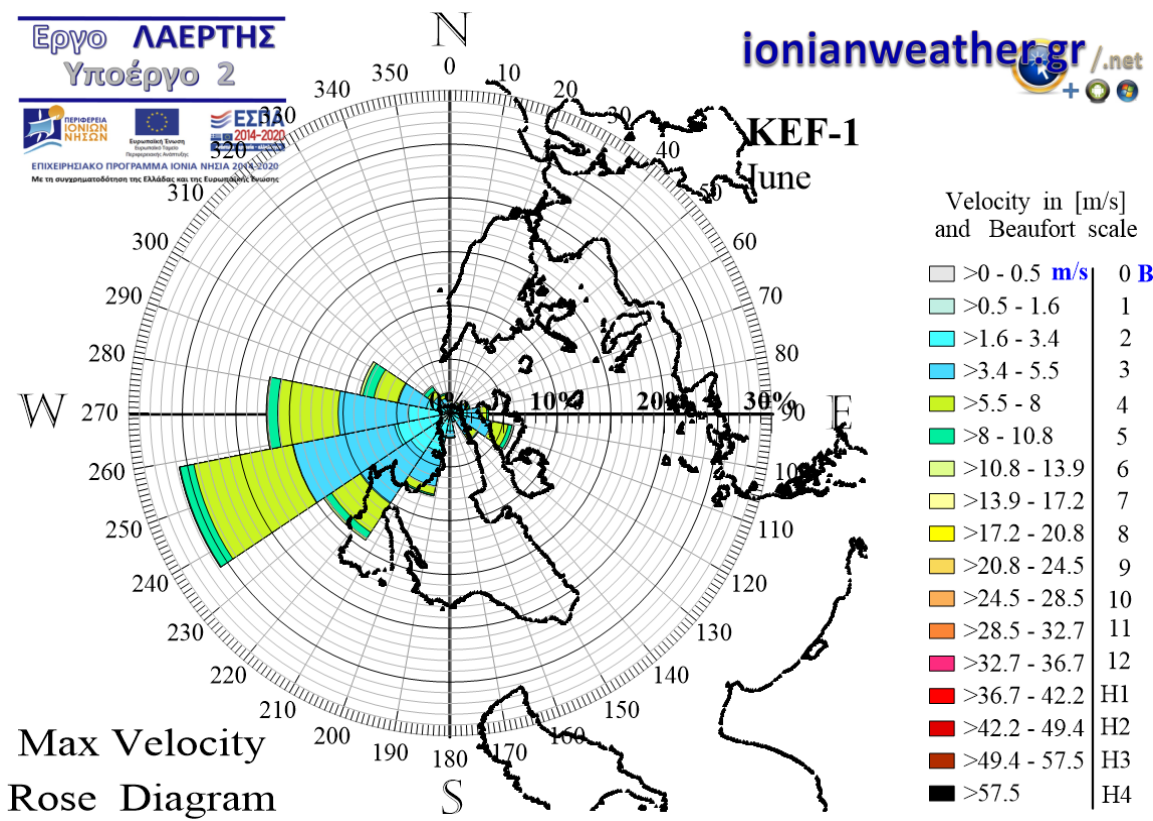 Εργο ΛΑΕΡΤΗΣ
Υποέργο 2
ΠΕΡΙΦΕΡΕΙΑ
ΙΟΝΙΩΝ
ΝΗΣΩΝ
Ευρωπαϊκή Ένωση
Ευρωπαϊκό Ταμείο
Περιφερειακής Ανάπτυξης
ΕΣΠΑ
2014-2020
ΕΠΙΧΕΙΡΗΣΙΑΚΟ ΠΡΟΓΡΑΜΜΑ ΙΟΝΙΑ ΝΗΣΙΑ 2014-2020
Με τη συγχρηματοδότηση της Ελλάδας και της Ευρωπαϊκής Ένωσης
ionianweather.gr /.net
KEF-1
June
N
0
10
20
30
40
50
60
70
80
90
E
110
120
130
140
150
160
170
180
S
190
200
210
220
230
240
250
260
270
W
280
290
300
310
320
330
340
350
10%
20%
30%
Velocity in [m/s]
and Beaufort scale
>0 - 0.5 m/s 0 B
>0.5 - 1.6 1
>1.6 - 3.4 2
>3.4 - 5.5 3
>5.5 - 8 4
>8 - 10.8 5
>10.8 - 13.9 6
>13.9 - 17.2 7
>17.2 - 20.8 8
>20.8 - 24.5 9
>24.5 - 28.5 10
>28.5 - 32.7 11
>32.7 - 36.7 12
>36.7 - 42.2 H1
>42.2 - 49.4 H2
>49.4 - 57.5 H3
>57.5 H4
Max Velocity
Rose Diagram